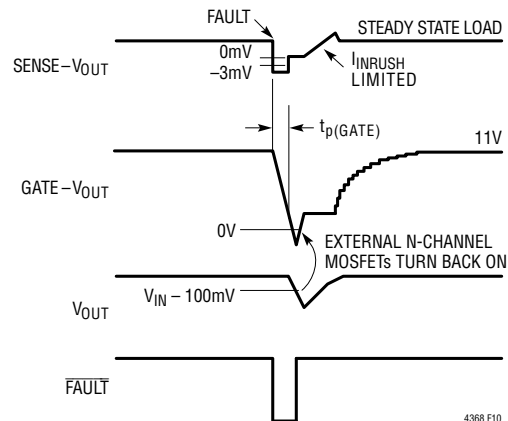 FAULT
STEADY STATE LOAD
0mV
SENSE–VOUT
–3mV
IINRUSH
LIMITED
tp(GATE)
11V
GATE–VOUT
0V
EXTERNAL N-CHANNEL
MOSFETs TURN BACK ON
VIN – 100mV
VOUT
FAULT
4368 F10